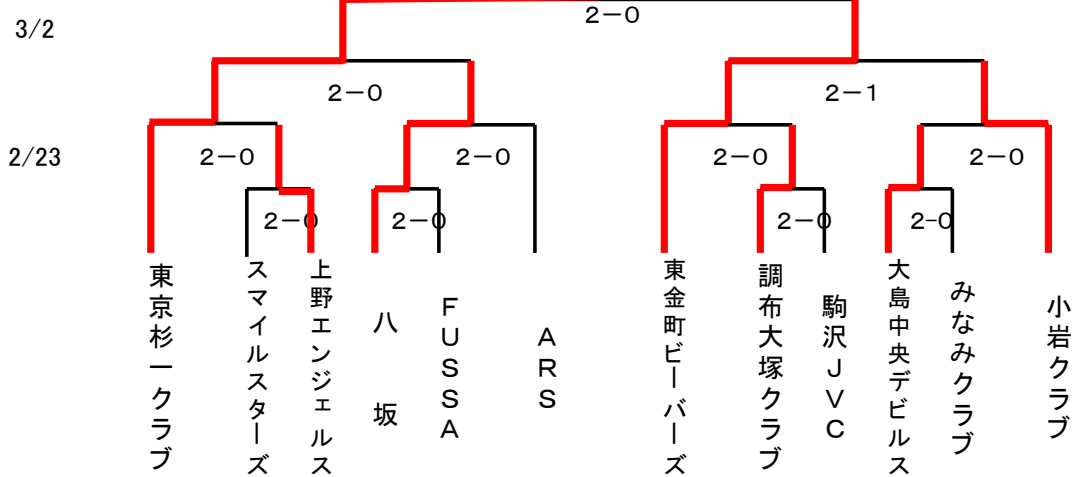 3/2
2－0
2－0
2－1
2/23
2－0
2－0
2－0
2－0
2－0
2－0
2－0
2-0
東京杉一クラブ
スマイルスターズ
上野エンジェルス
八坂
FUSSA
ARS
東金町ビーバーズ
調布大塚クラブ
駒沢JVC
大島中央デビルス
みなみクラブ
小岩クラブ